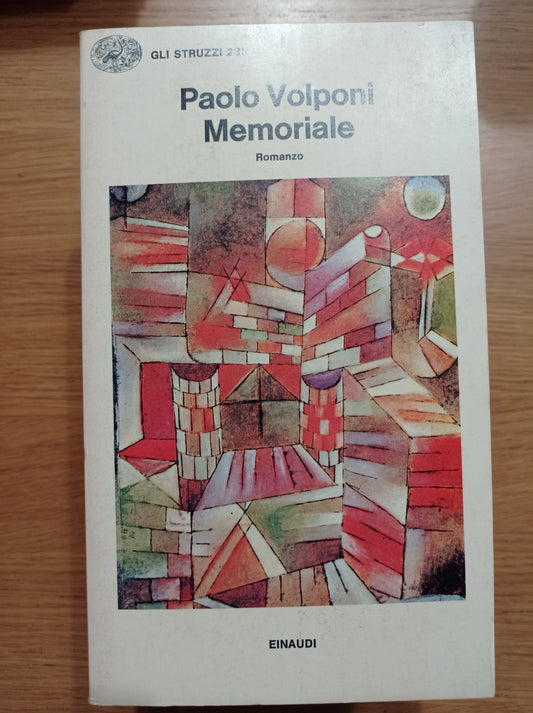 GLI STRUZZI
Paolo Volponi
Memoriale
Romanzo
EINAUDI